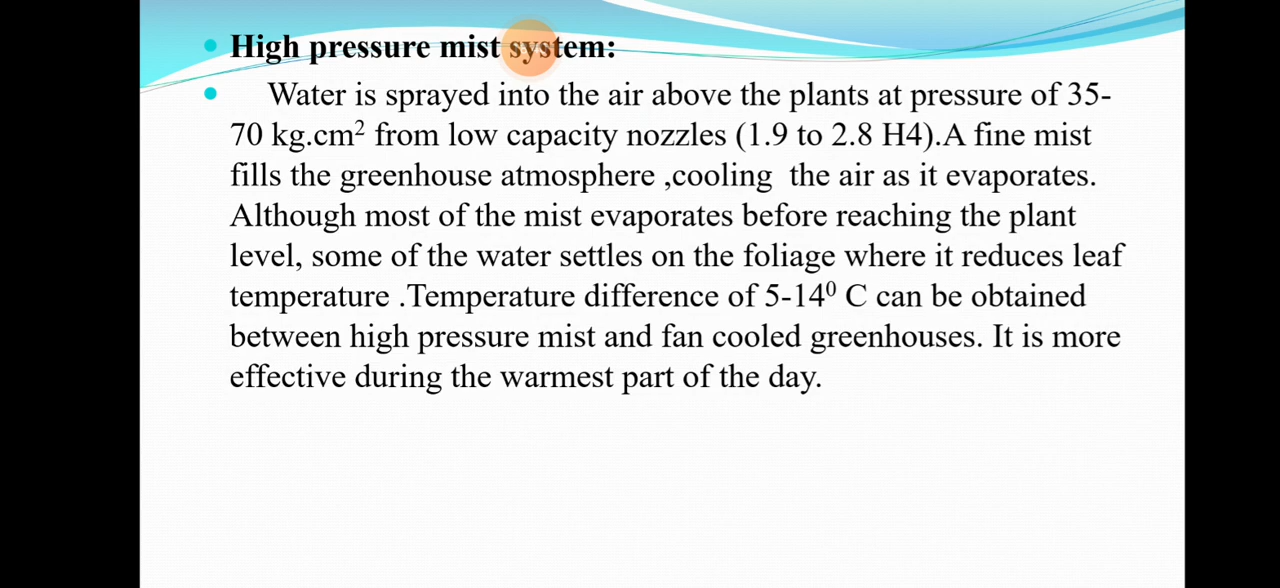 High pressure mist system:
Water is sprayed into the air above the plants at pressure of 35-
70 kg.cm² from low capacity nozzles (1.9 to 2.8 H4).A fine mist
fills the greenhouse atmosphere ,cooling  the air as it evaporates.
Although most of the mist evaporates before reaching the plant
level, some of the water settles on the foliage where it reduces leaf
temperature .Temperature difference of 5-14⁰ C can be obtained
between high pressure mist and fan cooled greenhouses. It is more
effective during the warmest part of the day.